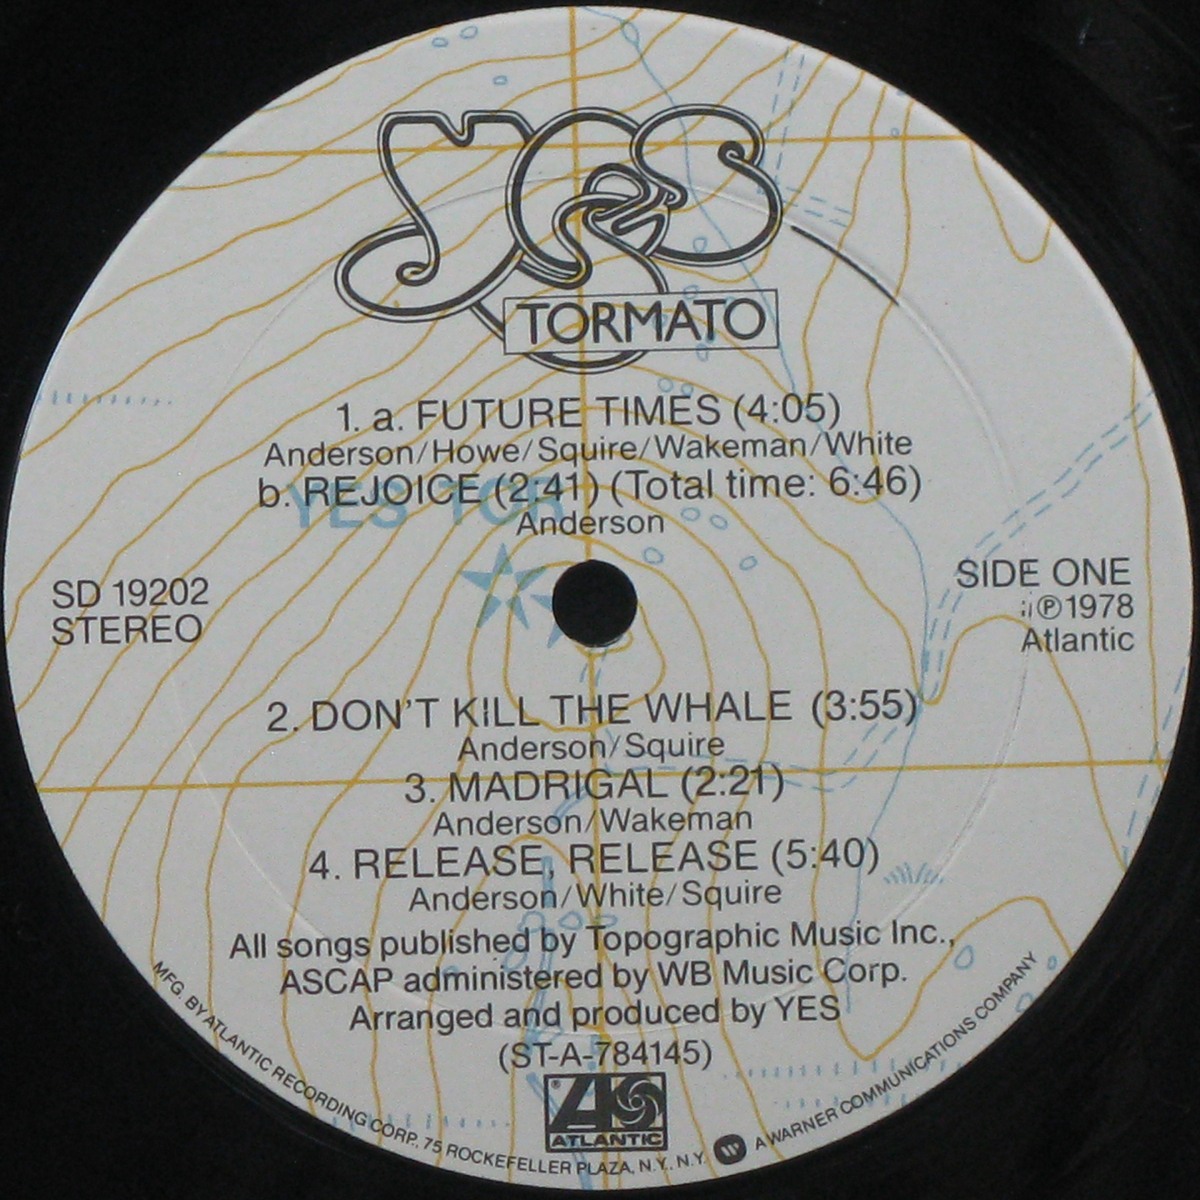 Yes
TORMATO
1. a. FUTURE TIMES (4:05)
Anderson/Howe/Squire/Wakeman/White
b. REJOICE (2:41) (Total time: 6:46)
YES TOR
Anderson
SD 19202
STEREO
SIDE ONE
℗1978
Atlantic
2. DON'T KILL THE WHALE (3:55)
Anderson/Squire
3. MADRIGAL (2:21)
Anderson/Wakeman
4. RELEASE, RELEASE (5:40)
Anderson/White/Squire
All songs published by Topographic Music Inc.,
ASCAP administered by WB Music Corp.
Arranged and produced by YES
(ST-A-784145)
® ATLANTIC
MFG. BY ATLANTIC RECORDING CORP., 75 ROCKEFELLER PLAZA, N.Y., N.Y. A WARNER COMMUNICATIONS COMPANY